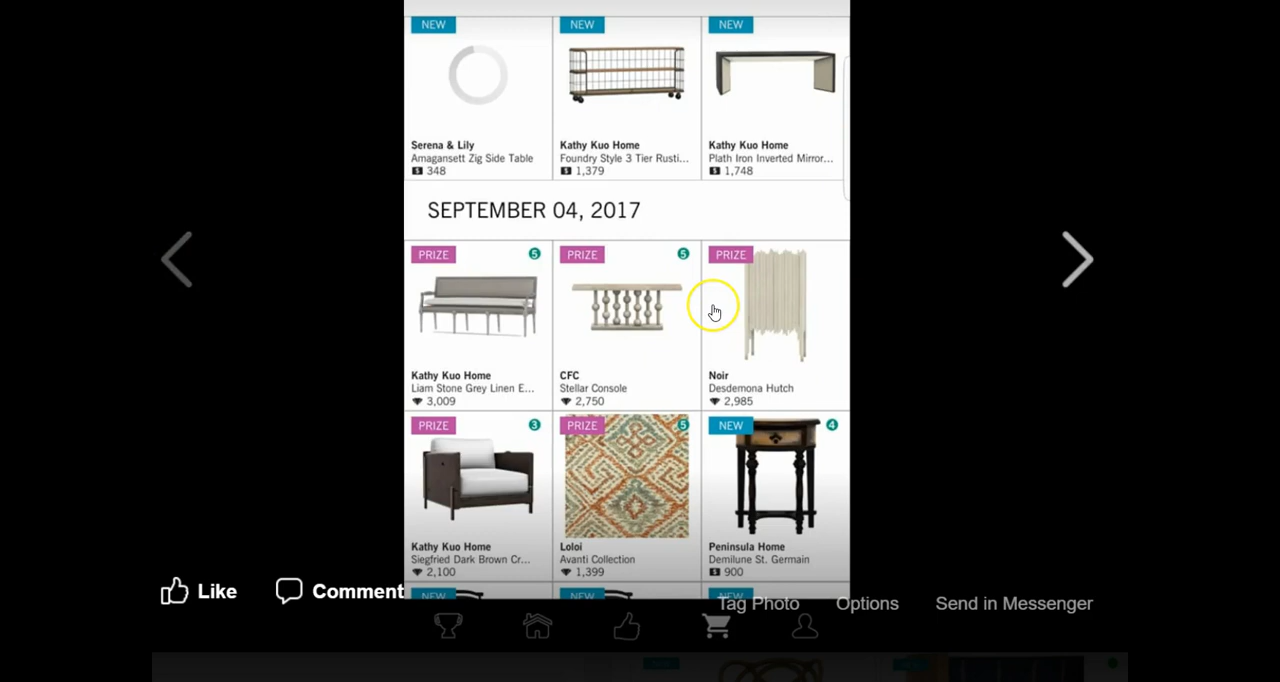 NEW
NEW
NEW
Serena & Lily
Amagansett Zig Side Table
$ 348
Kathy Kuo Home
Foundry Style 3 Tier Rusti...
$ 1,379
Kathy Kuo Home
Plath Iron Inverted Mirror...
$ 1,748
SEPTEMBER 04, 2017
PRIZE
5
PRIZE
5
PRIZE
Kathy Kuo Home
Liam Stone Grey Linen E...
3,009
CFC
Stellar Console
2,750
Noir
Desdemona Hutch
2,985
PRIZE
3
PRIZE
5
NEW
4
Kathy Kuo Home
Siegfried Dark Brown Cr...
2,100
Loloi
Avanti Collection
1,399
Peninsula Home
Demilune St. Germain
$ 900
NEW
NEW
NEW
Like
Comment
Tag Photo
Options
Send in Messenger